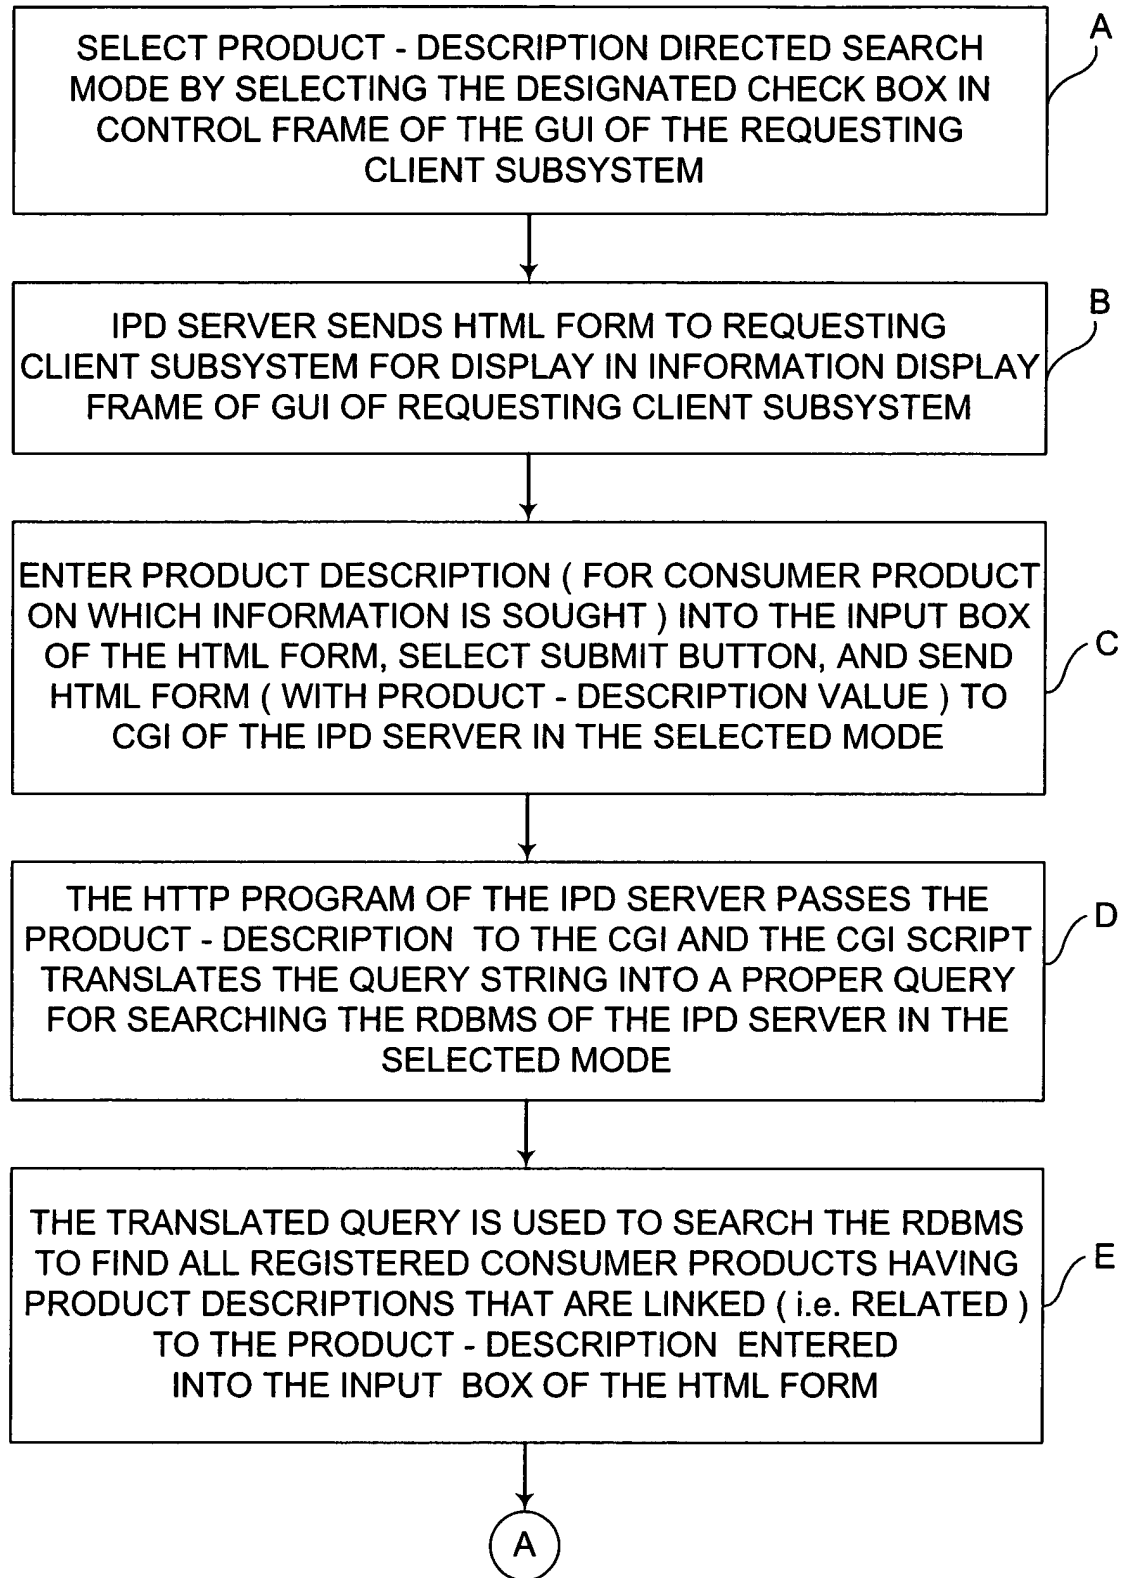 SELECT PRODUCT - DESCRIPTION DIRECTED SEARCH
MODE BY SELECTING THE DESIGNATED CHECK BOX IN
CONTROL FRAME OF THE GUI OF THE REQUESTING
CLIENT SUBSYSTEM
A
IPD SERVER SENDS HTML FORM TO REQUESTING
CLIENT SUBSYSTEM FOR DISPLAY IN INFORMATION DISPLAY
FRAME OF GUI OF REQUESTING CLIENT SUBSYSTEM
B
ENTER PRODUCT DESCRIPTION ( FOR CONSUMER PRODUCT
ON WHICH INFORMATION IS SOUGHT ) INTO THE INPUT BOX
OF THE HTML FORM, SELECT SUBMIT BUTTON, AND SEND
HTML FORM ( WITH PRODUCT - DESCRIPTION VALUE ) TO
CGI OF THE IPD SERVER IN THE SELECTED MODE
C
THE HTTP PROGRAM OF THE IPD SERVER PASSES THE
PRODUCT - DESCRIPTION TO THE CGI AND THE CGI SCRIPT
TRANSLATES THE QUERY STRING INTO A PROPER QUERY
FOR SEARCHING THE RDBMS OF THE IPD SERVER IN THE
SELECTED MODE
D
THE TRANSLATED QUERY IS USED TO SEARCH THE RDBMS
TO FIND ALL REGISTERED CONSUMER PRODUCTS HAVING
PRODUCT DESCRIPTIONS THAT ARE LINKED ( i.e. RELATED )
TO THE PRODUCT - DESCRIPTION ENTERED
INTO THE INPUT BOX OF THE HTML FORM
E
A